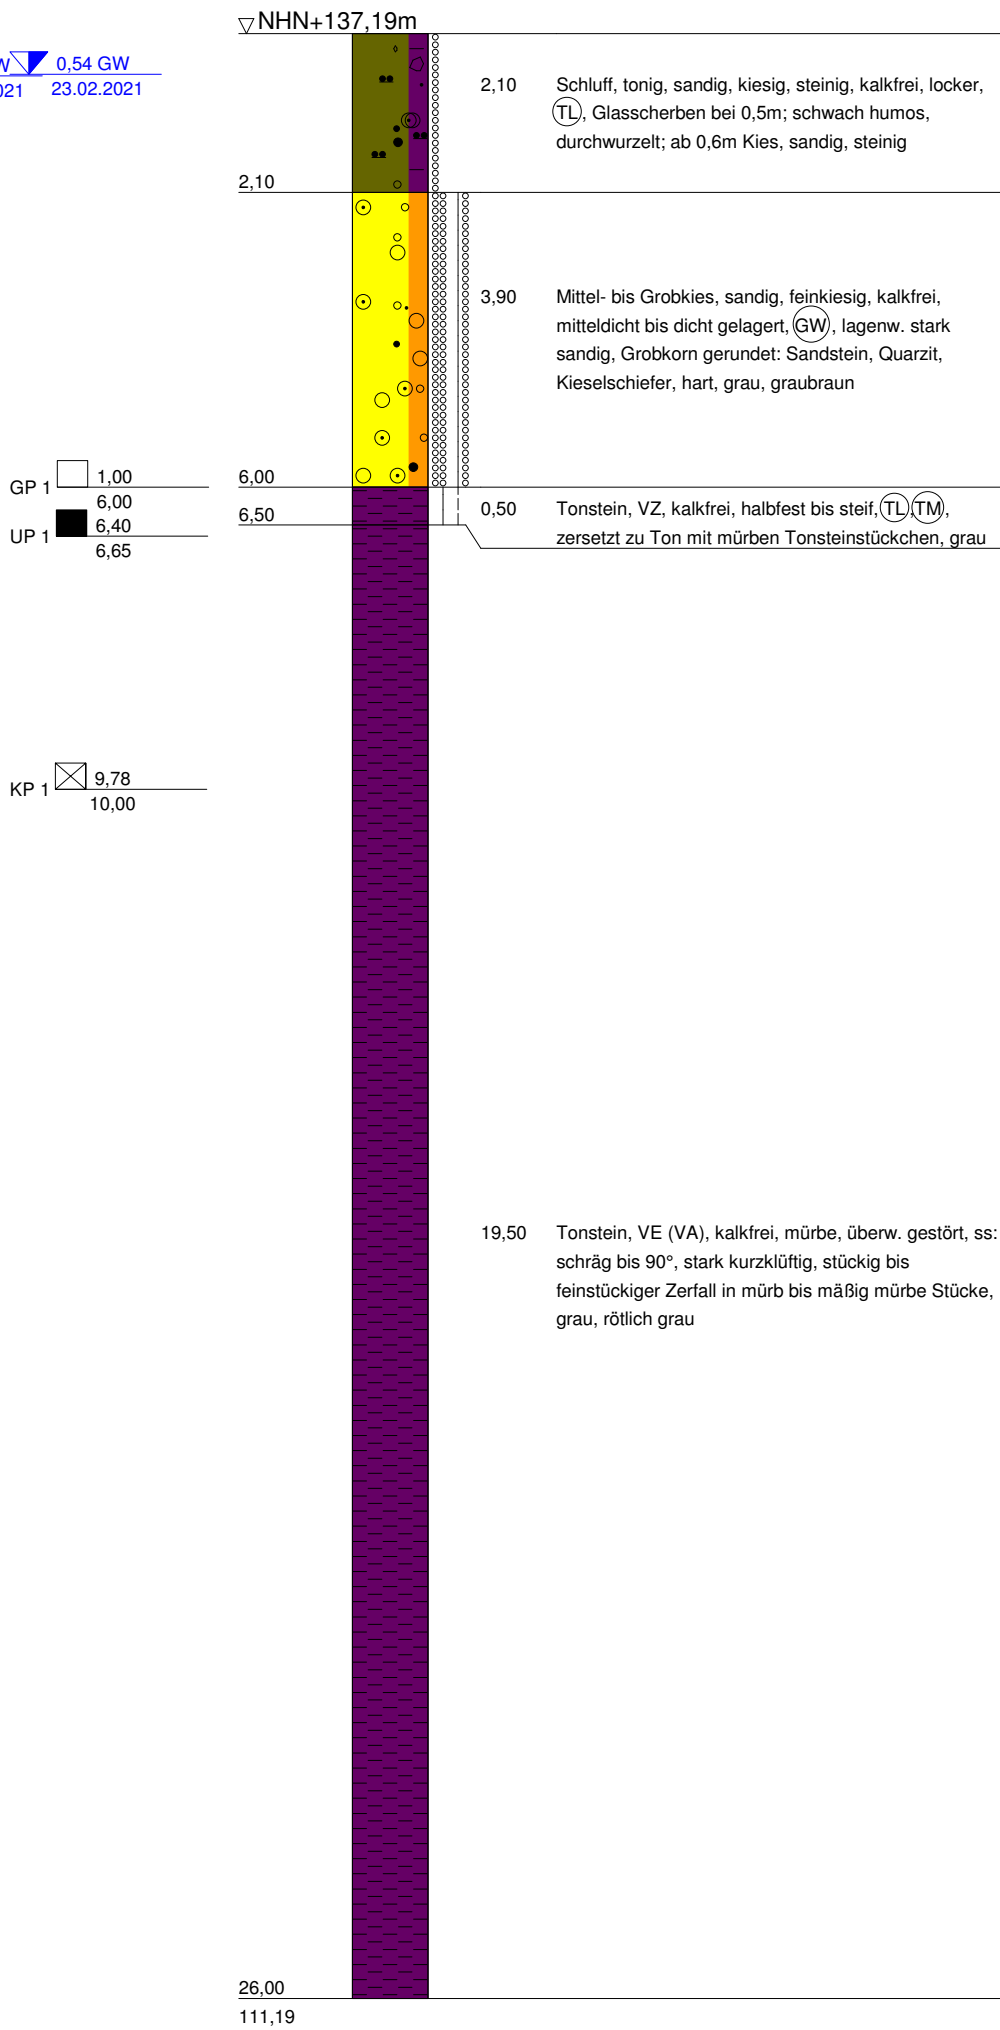 NHN+137,19m
W 0,54 GW
021 23.02.2021
2,10 Schluff, tonig, sandig, kiesig, steinig, kalkfrei, locker,
TL, Glasscherben bei 0,5m; schwach humos,
durchwurzelt; ab 0,6m Kies, sandig, steinig
2,10
3,90 Mittel- bis Grobkies, sandig, feinkiesig, kalkfrei,
mitteldicht bis dicht gelagert, GW, lagenw. stark
sandig, Grobkorn gerundet: Sandstein, Quarzit,
Kieselschiefer, hart, grau, graubraun
6,00
GP 1 1,00
6,00
6,50
0,50 Tonstein, VZ, kalkfrei, halbfest bis steif, TL, TM,
zersetzt zu Ton mit mürben Tonsteinstückchen, grau
UP 1 6,40
6,65
KP 1 9,78
10,00
19,50 Tonstein, VE (VA), kalkfrei, mürbe, überw. gestört, ss:
schräg bis 90°, stark kurzklüftig, stückig bis
feinstückiger Zerfall in mürb bis mäßig mürbe Stücke,
grau, rötlich grau
26,00
111,19